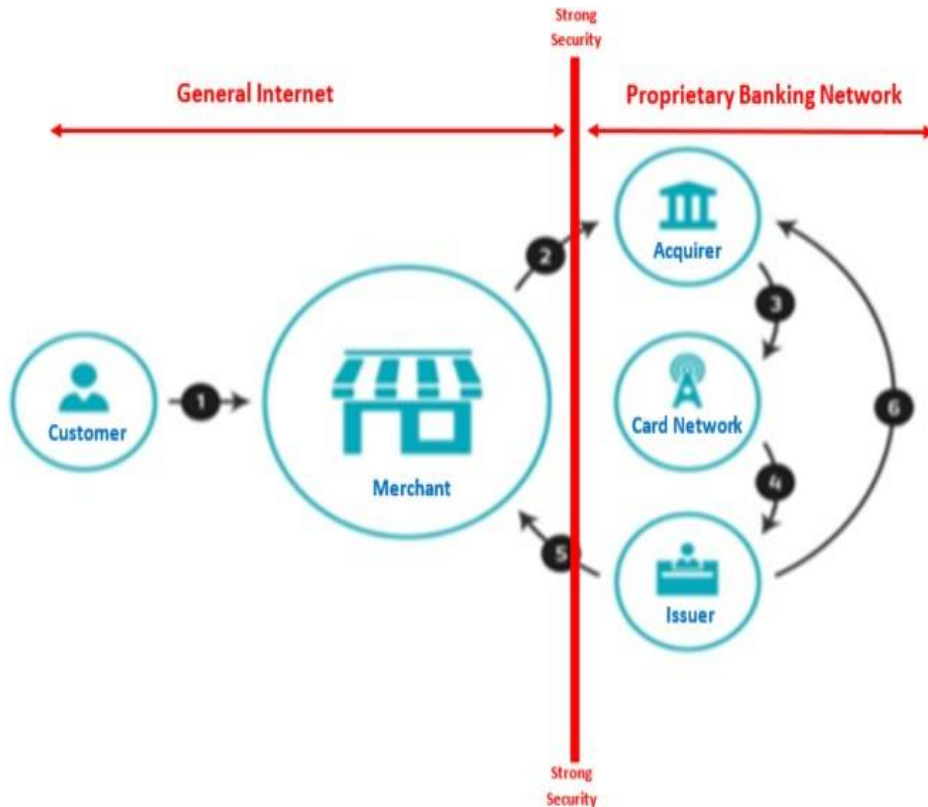 Strong
Security
General Internet
Proprietary Banking Network
Acquirer
2
3
Customer
1
Merchant
Card Network
6
4
5
Issuer
Strong
Security